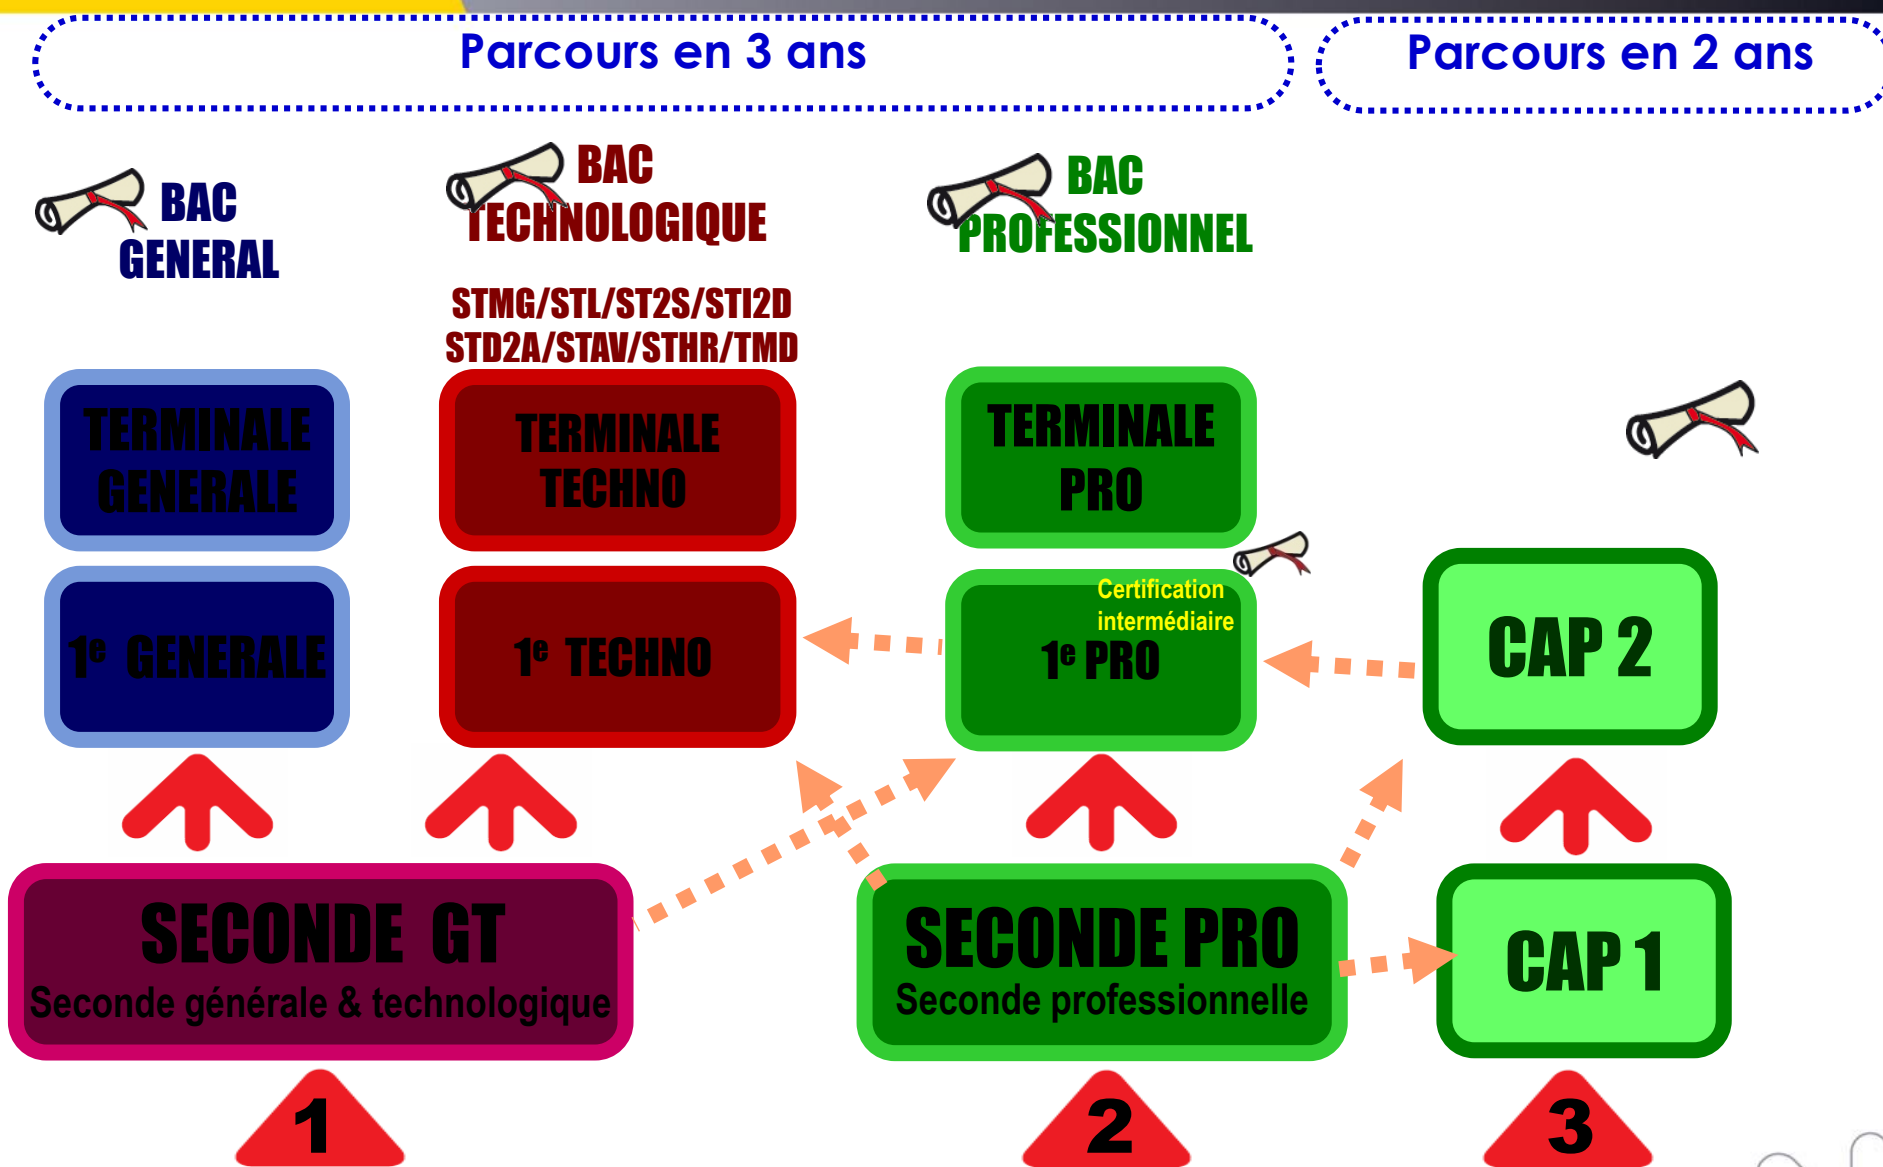 Parcours en 3 ans
Parcours en 2 ans
BAC
GENERAL
BAC
TECHNOLOGIQUE
STMG/STL/ST2S/STI2D
STD2A/STAV/STHR/TMD
BAC
PROFESSIONNEL
TERMINALE
GENERALE
TERMINALE
TECHNO
TERMINALE
PRO
1e GENERALE
1e TECHNO
Certification
intermédiaire
1e PRO
CAP 2
SECONDE GT
Seconde générale & technologique
SECONDE PRO
Seconde professionnelle
CAP 1
1
2
3